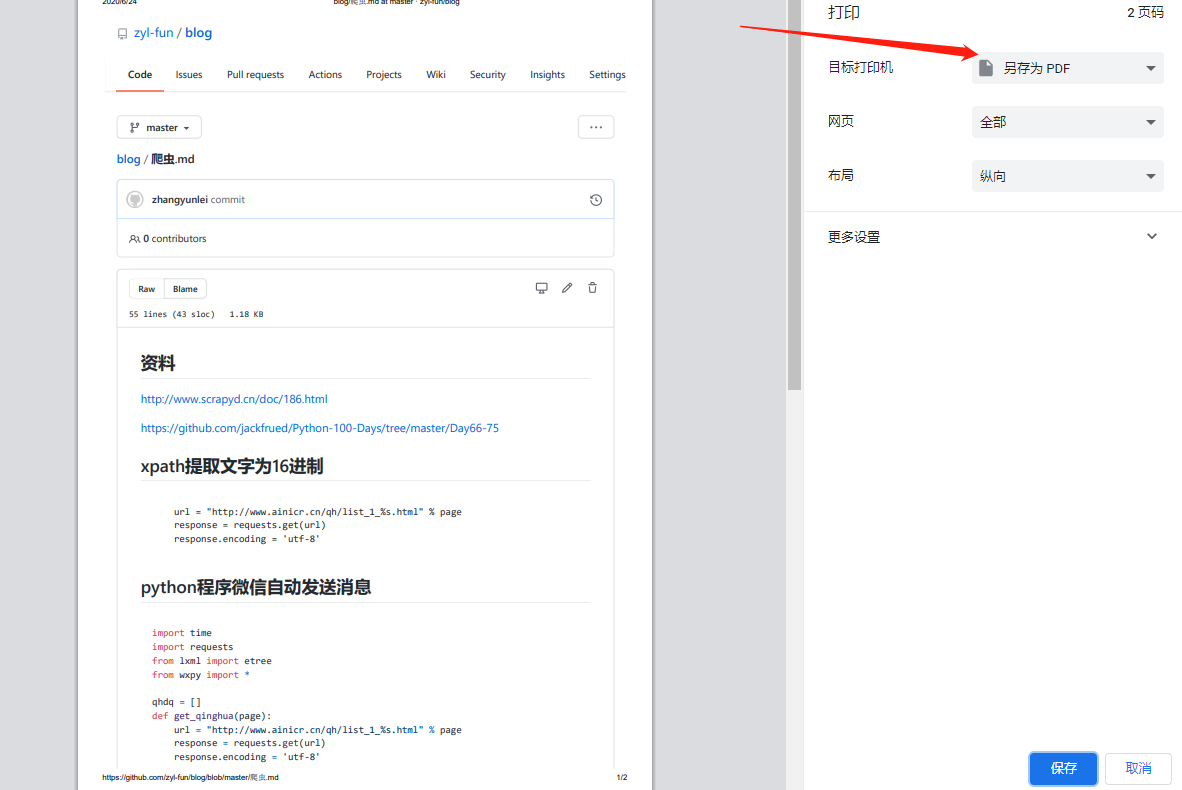 2020/6/24 blog/爬虫.md at master · zyl-fun/blog
zyl-fun / blog
Code Issues Pull requests Actions Projects Wiki Security Insights Settings
master
blog / 爬虫.md
zhangyunlei commit
0 contributors
Raw Blame
55 lines (43 sloc) 1.18 KB
资料
http://www.scrapyd.cn/doc/186.html
https://github.com/jackfrued/Python-100-Days/tree/master/Day66-75
xpath提取文字为16进制
url = "http://www.ainicr.cn/qh/list_1_%s.html" % page
response = requests.get(url)
response.encoding = 'utf-8'
python程序微信自动发送消息
import time
import requests
from lxml import etree
from wxpy import *
qhdq = []
def get_qinghua(page):
url = "http://www.ainicr.cn/qh/list_1_%s.html" % page
response = requests.get(url)
response.encoding = 'utf-8'
https://github.com/zyl-fun/blog/blob/master/爬虫.md 1/2
打印 2 页码
目标打印机 另存为 PDF
网页 全部
布局 纵向
更多设置
保存 取消